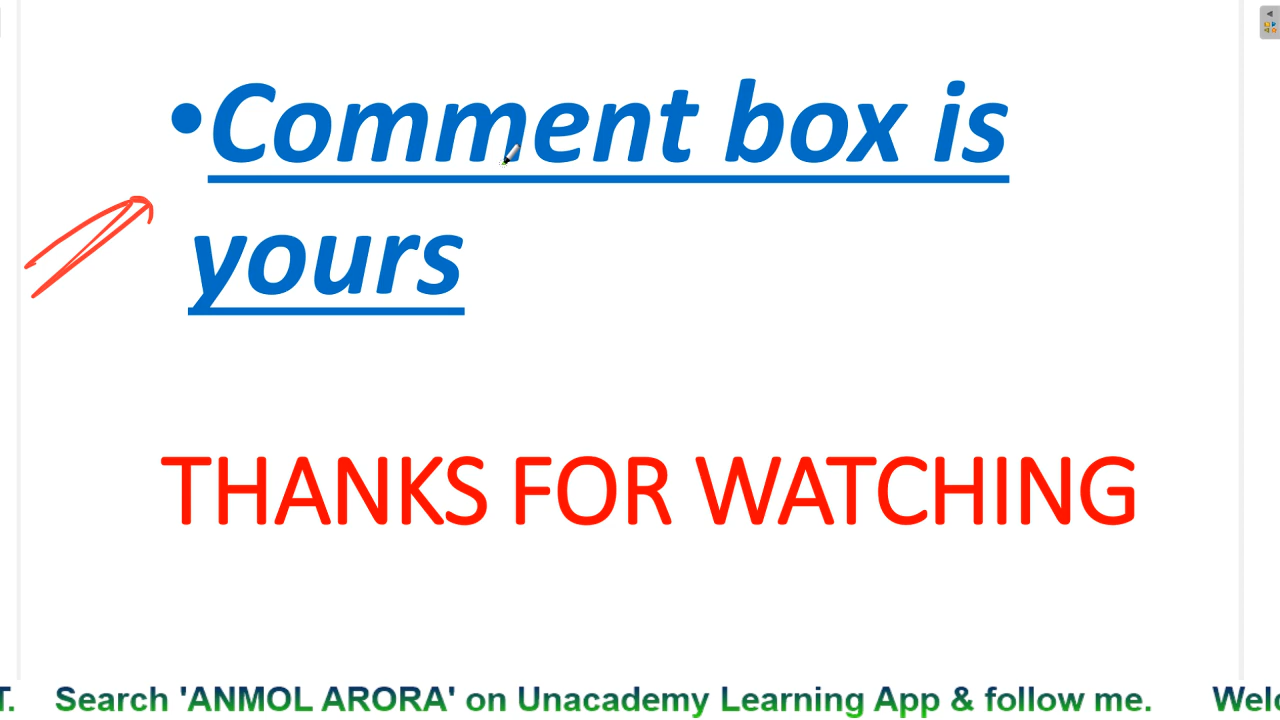 •Comment box is
yours
THANKS FOR WATCHING
T. Search 'ANMOL ARORA' on Unacademy Learning App & follow me.